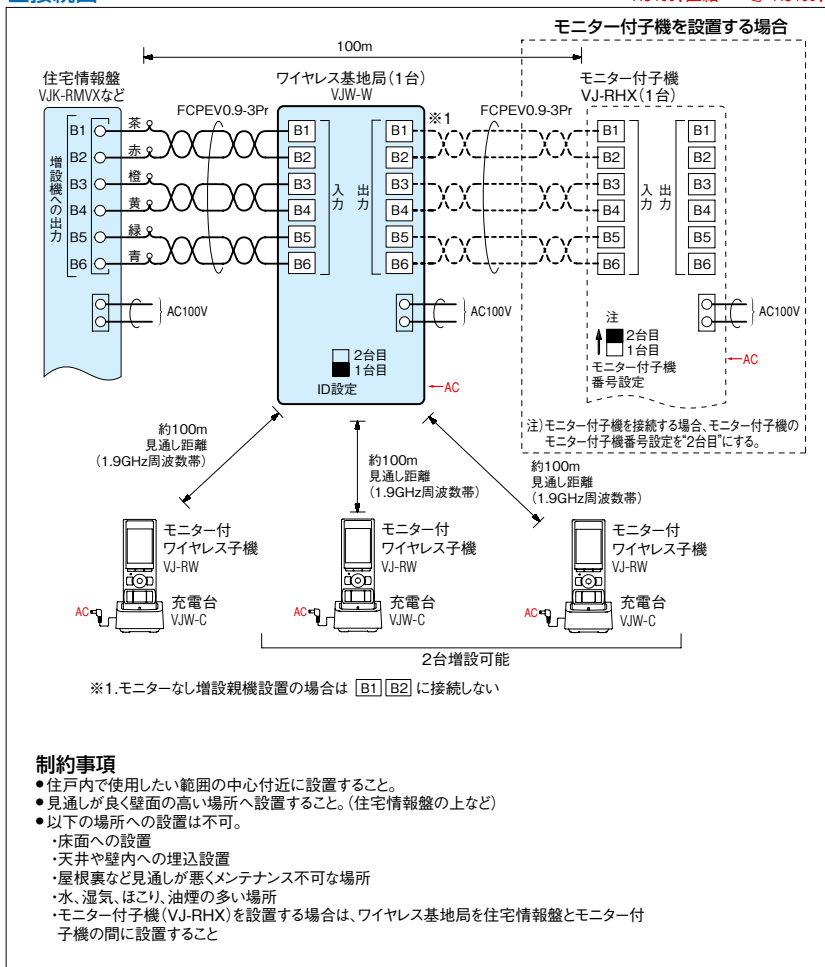 モニター付子機を設置する場合
100m
住宅情報盤
VJK-RMVXなど
ワイヤレス基地局(1台)
VJW-W
モニター付子機
VJ-RHX(1台)
FCPEV0.9-3Pr
※1
FCPEV0.9-3Pr
増設機への出力
B1
B2
B3
B4
B5
B6
茶
赤
橙
黄
緑
青
B1
B2
B3
B4
B5
B6
入力
出力
B1
B2
B3
B4
B5
B6
B1
B2
B3
B4
B5
B6
入力
出力
B1
B2
B3
B4
B5
B6
AC100V
AC100V
AC100V
2台目
1台目
ID設定
←AC
注
2台目
1台目
モニター付子機
番号設定
←AC
注)モニター付子機を接続する場合、モニター付子機の
モニター付子機番号設定を“2台目”にする。
約100m
見通し距離
(1.9GHz周波数帯)
約100m
見通し距離
(1.9GHz周波数帯)
約100m
見通し距離
(1.9GHz周波数帯)
モニター付
ワイヤレス子機
VJ-RW
充電台
VJW-C
AC
モニター付
ワイヤレス子機
VJ-RW
充電台
VJW-C
AC
モニター付
ワイヤレス子機
VJ-RW
充電台
VJW-C
AC
2台増設可能
※1.モニターなし増設親機設置の場合は B1 B2 に接続しない
制約事項
●住戸内で使用したい範囲の中心付近に設置すること。
●見通しが良く壁面の高い場所へ設置すること。(住宅情報盤の上など)
●以下の場所への設置は不可。
・床面への設置
・天井や壁内への埋込設置
・屋根裏など見通しが悪くメンテナンス不可な場所
・水、湿気、ほこり、油煙の多い場所
・モニター付子機(VJ-RHX)を設置する場合は、ワイヤレス基地局を住宅情報盤とモニター付
子機の間に設置すること